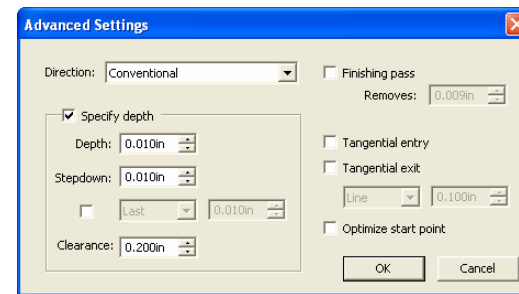 Advanced Settings
Direction: Conventional
Specify depth
Depth: 0.010in
Stepdown: 0.010in
Last 0.010in
Clearance: 0.200in
Finishing pass
Removes: 0.009in
Tangential entry
Tangential exit
Line 0.100in
Optimize start point
OK Cancel